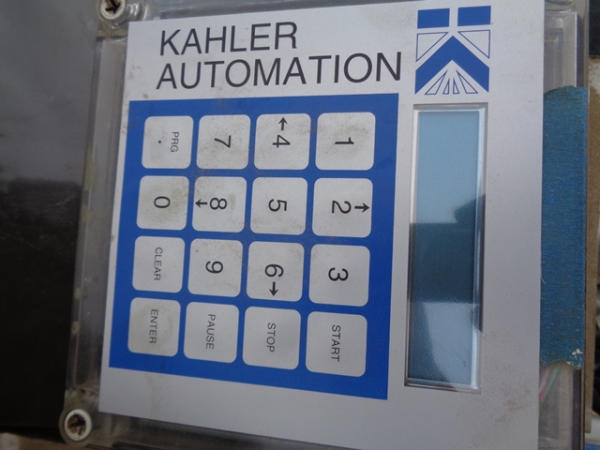 KAHLER
AUTOMATION
1 ↑2 3 START
←4 5 6→ STOP
7 8↓ 9 PAUSE
PRG . 0 CLEAR ENTER